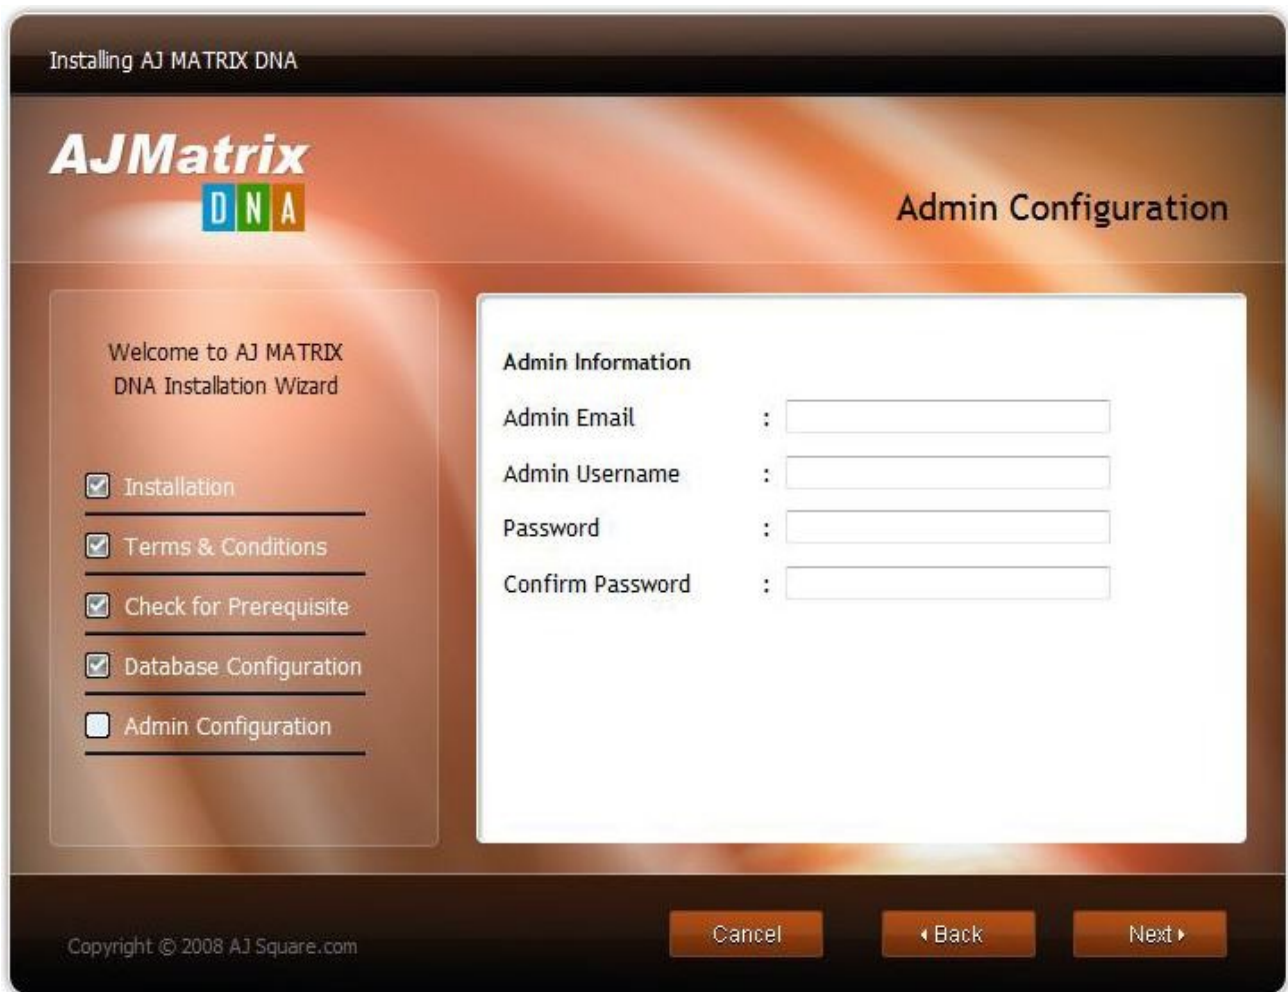 Installing AJ MATRIX DNA
AJMatrix
DNA
Admin Configuration
Welcome to AJ MATRIX
DNA Installation Wizard
Installation
Terms & Conditions
Check for Prerequisite
Database Configuration
Admin Configuration
Admin Information
Admin Email :
Admin Username :
Password :
Confirm Password :
Copyright © 2008 AJ Square.com
Cancel
Back
Next